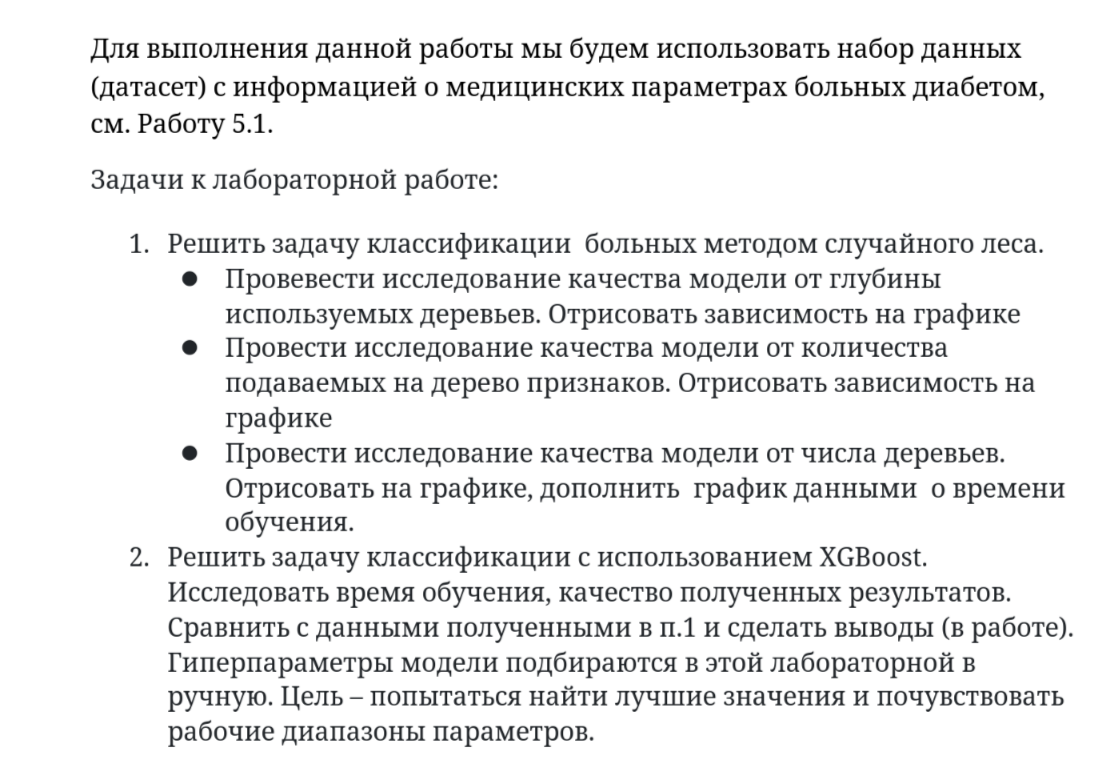 Для выполнения данной работы мы будем использовать набор данных
(датасет) с информацией о медицинских параметрах больных диабетом,
см. Работу 5.1.
Задачи к лабораторной работе:
1. Решить задачу классификации больных методом случайного леса.
● Провевести исследование качества модели от глубины
используемых деревьев. Отрисовать зависимость на графике
● Провести исследование качества модели от количества
подаваемых на дерево признаков. Отрисовать зависимость на
графике
● Провести исследование качества модели от числа деревьев.
Отрисовать на графике, дополнить график данными о времени
обучения.
2. Решить задачу классификации с использованием XGBoost.
Исследовать время обучения, качество полученных результатов.
Сравнить с данными полученными в п.1 и сделать выводы (в работе).
Гиперпараметры модели подбираются в этой лабораторной в
ручную. Цель – попытаться найти лучшие значения и почувствовать
рабочие диапазоны параметров.